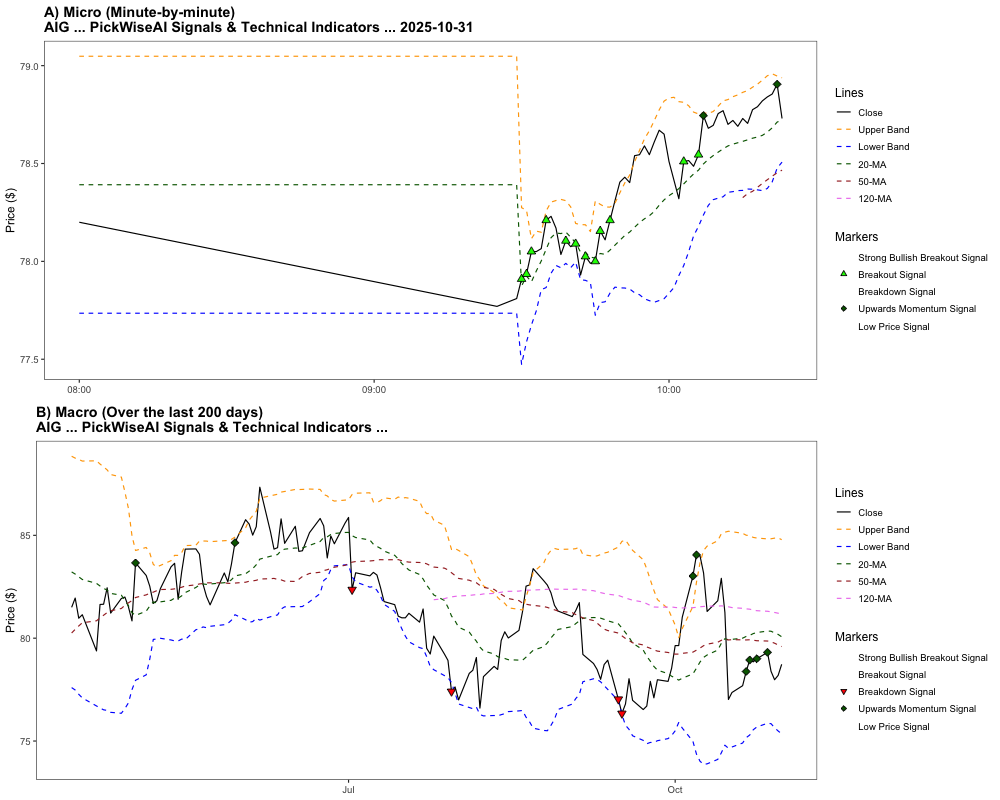 A) Micro (Minute-by-minute)
AIG ... PickWiseAI Signals & Technical Indicators ... 2025-10-31
Price ($)
79.0
78.5
78.0
77.5
08:00
09:00
10:00
Lines
Close
Upper Band
Lower Band
20-MA
50-MA
120-MA
Markers
Strong Bullish Breakout Signal
Breakout Signal
Breakdown Signal
Upwards Momentum Signal
Low Price Signal
B) Macro (Over the last 200 days)
AIG ... PickWiseAI Signals & Technical Indicators ...
Price ($)
85
80
75
Jul
Oct
Lines
Close
Upper Band
Lower Band
20-MA
50-MA
120-MA
Markers
Strong Bullish Breakout Signal
Breakout Signal
Breakdown Signal
Upwards Momentum Signal
Low Price Signal